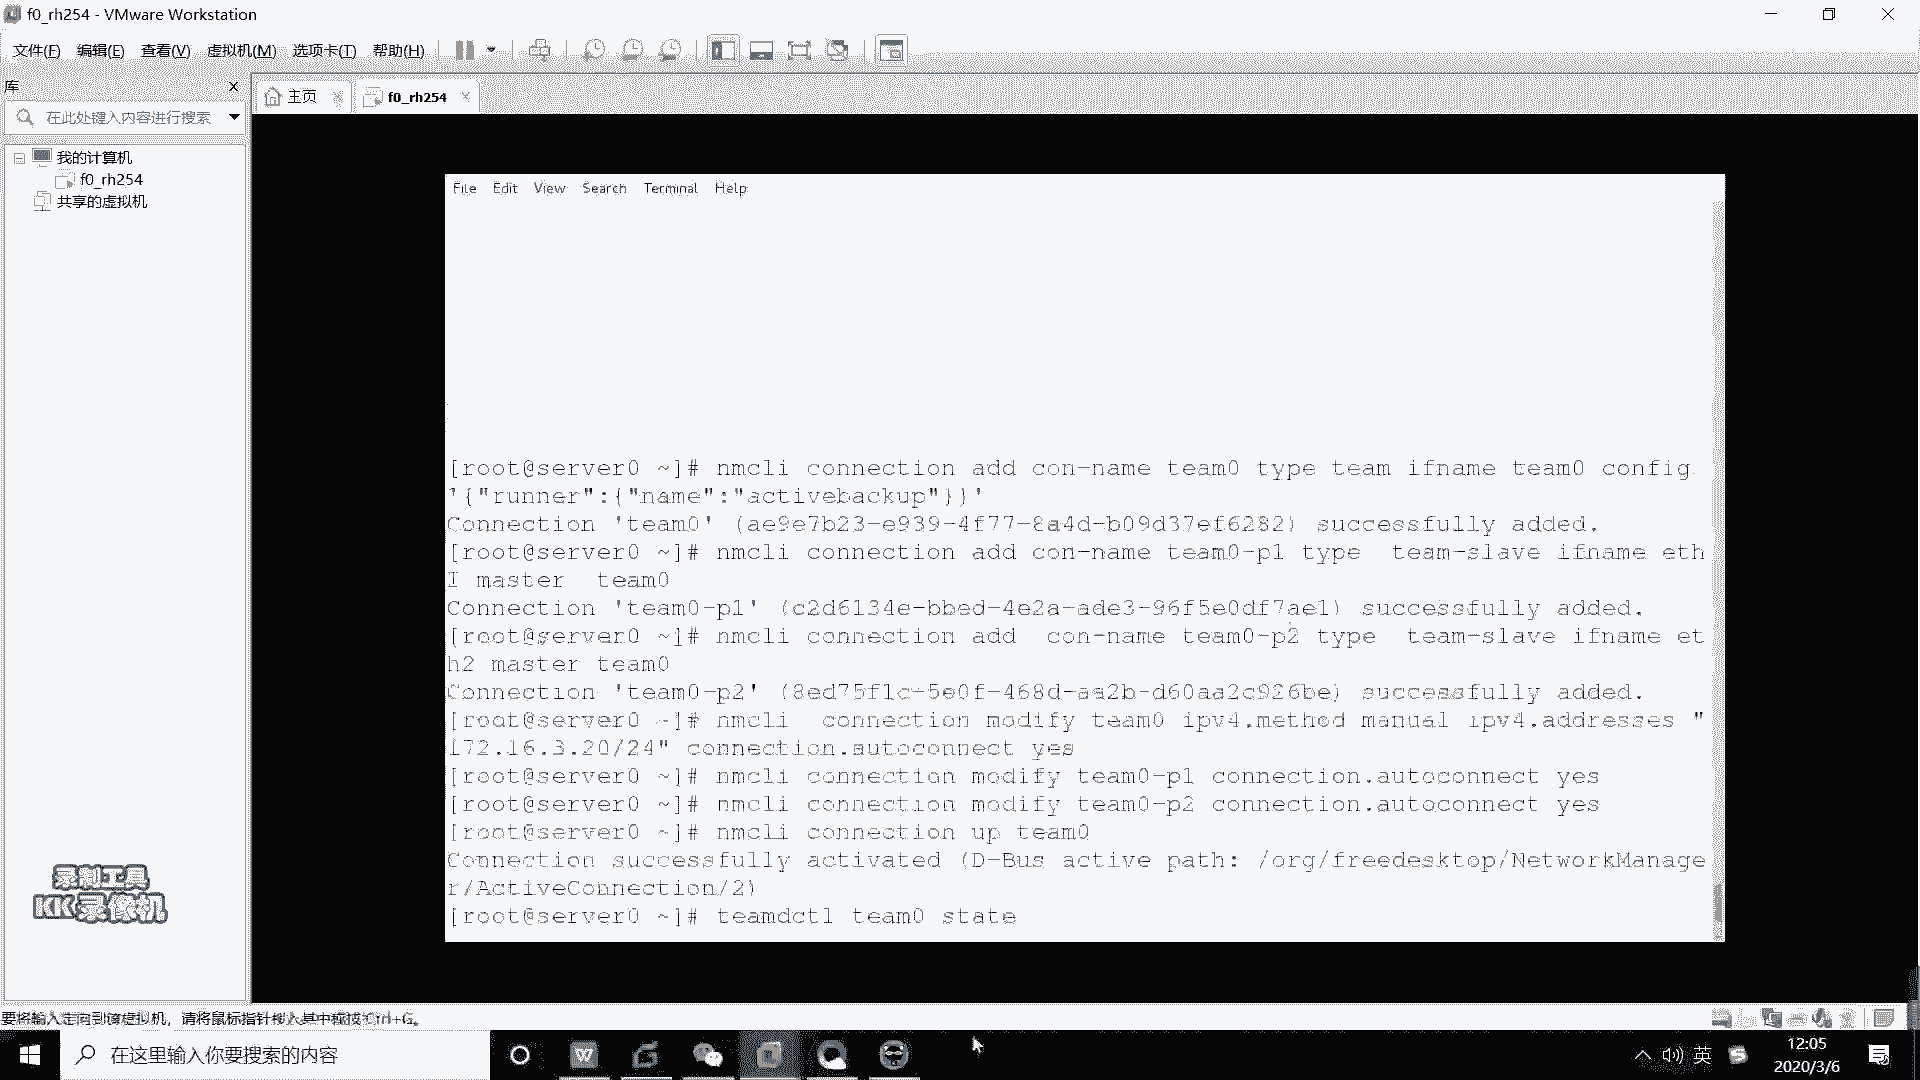 f0_rh254 - VMware Workstation
文件(F) 编辑(E) 查看(V) 虚拟机(M) 选项卡(T) 帮助(H)
库
主页
f0_rh254
在此处键入内容进行搜索
我的计算机
f0_rh254
共享的虚拟机
File Edit View Search Terminal Help
[root@server0 ~]# nmcli connection add con-name team0 type team ifname team0 config
'{"runner":{"name":"activebackup"}}'
Connection 'team0' (ae9e7b23-e939-4f77-8a4d-b09d37ef6282) successfully added.
[root@server0 ~]# nmcli connection add con-name team0-p1 type  team-slave ifname eth
1 master  team0
Connection 'team0-p1' (c2d6134e-bbed-4e2a-ade3-96f5e0df7ae1) successfully added.
[root@server0 ~]# nmcli connection add  con-name team0-p2 type  team-slave ifname et
h2 master team0
Connection 'team0-p2' (8ed75f1c-5e0f-468d-aa2b-d60aa2c926be) successfully added.
[root@server0 ~]# nmcli  connection modify team0 ipv4.method manual ipv4.addresses "
172.16.3.20/24" connection.autoconnect yes
[root@server0 ~]# nmcli connection modify team0-p1 connection.autoconnect yes
[root@server0 ~]# nmcli connection modify team0-p2 connection.autoconnect yes
[root@server0 ~]# nmcli connection up team0
Connection successfully activated (D-Bus active path: /org/freedesktop/NetworkManage
r/ActiveConnection/2)
[root@server0 ~]# teamdctl team0 state
录制工具
KK录像机
要将输入定向到该虚拟机，请将鼠标指针移入其中或按 Ctrl+G。
在这里输入你要搜索的内容
英
12:05
2020/3/6